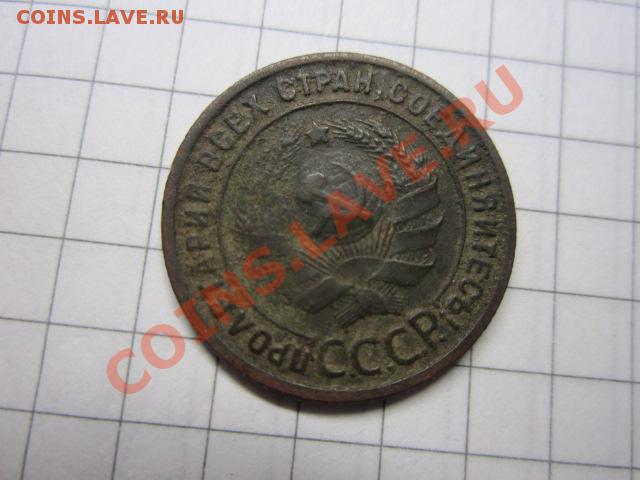 COINS.LAVE.RU
COINS.LAVE.RU
ПРОЛЕТАРИИ ВСЕХ СТРАН, СОЕДИНЯЙТЕСЬ!
С.С.С.Р.